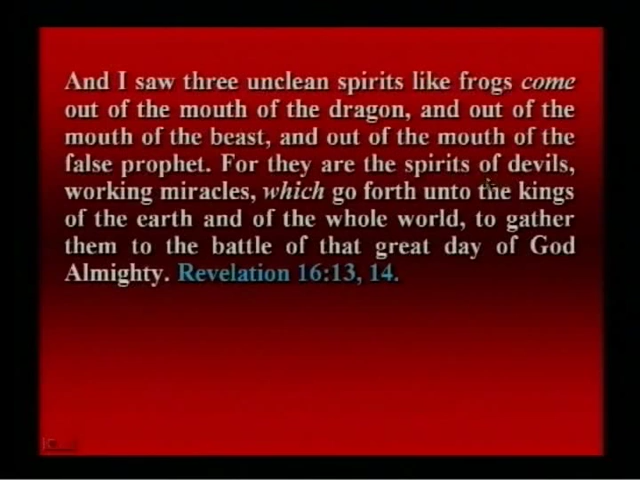 And I saw three unclean spirits like frogs come
out of the mouth of the dragon, and out of the
mouth of the beast, and out of the mouth of the
false prophet. For they are the spirits of devils,
working miracles, which go forth unto the kings
of the earth and of the whole world, to gather
them to the battle of that great day of God
Almighty. Revelation 16:13, 14.